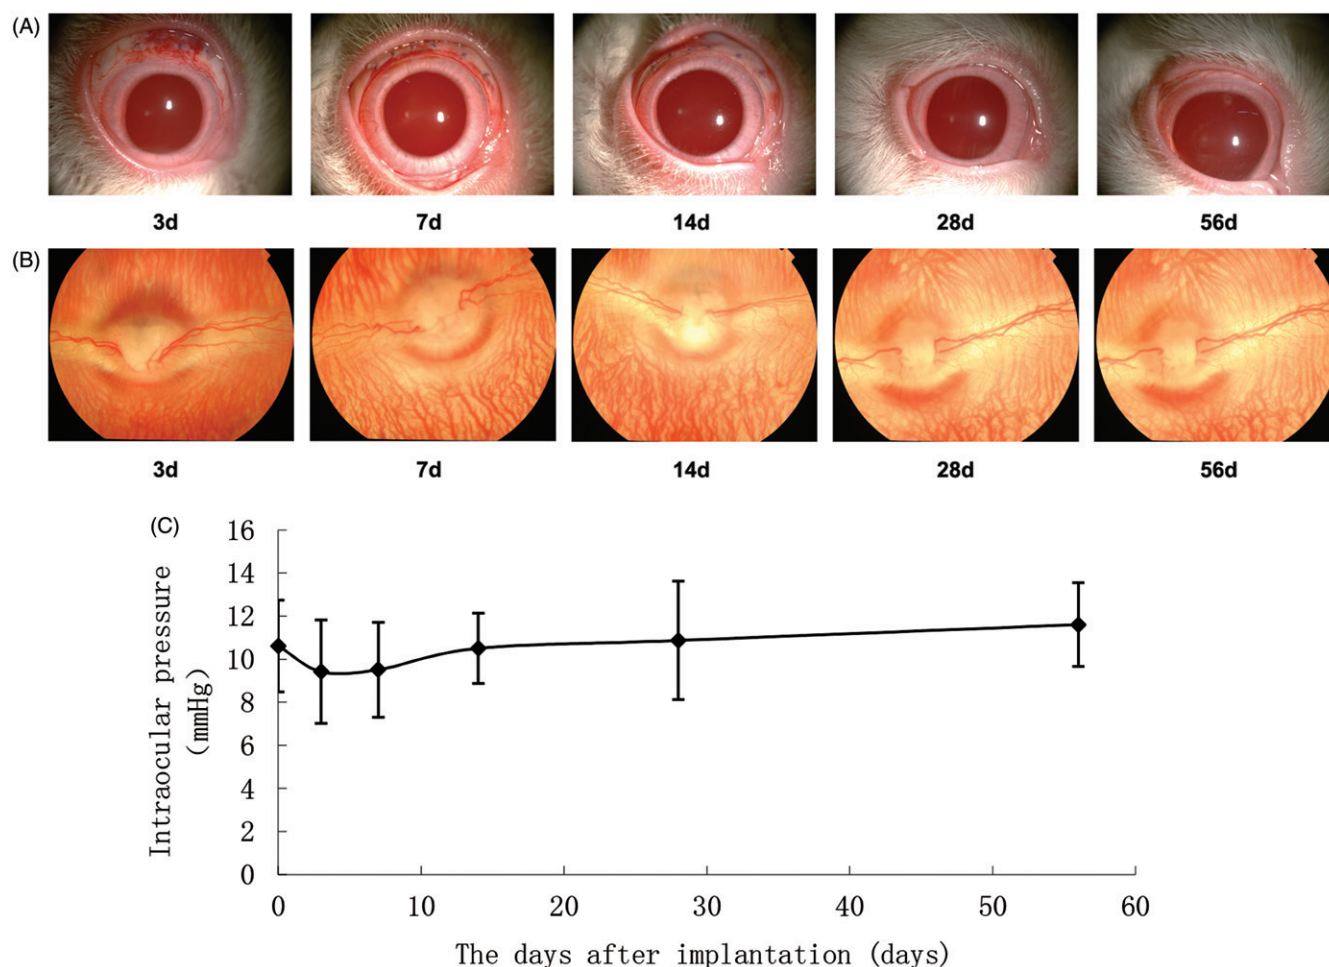 (A)
3d 7d 14d 28d 56d
(B)
3d 7d 14d 28d 56d
(C)
Intraocular pressure
(mmHg)
16
14
12
10
8
6
4
2
0
0 10 20 30 40 50 60
The days after implantation (days)